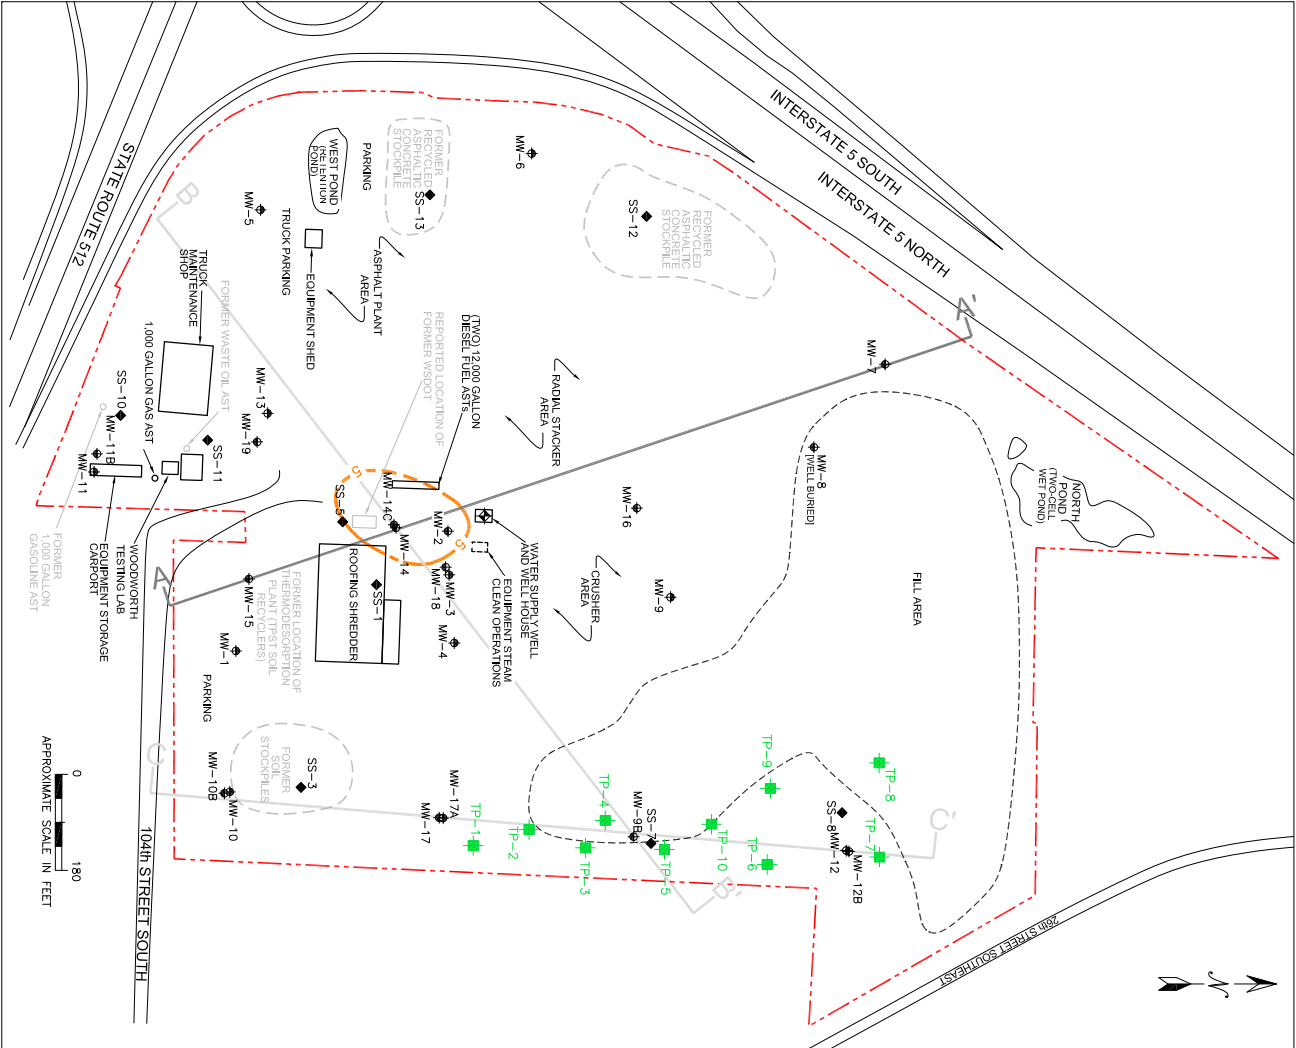 INTERSTATE 5 SOUTH
INTERSTATE 5 NORTH
STATE ROUTE 512
104th STREET SOUTH
26th STREET SOUTHEAST
N
A'
A
B
B'
C
C'
MW-6
FORMER
RECYCLED
ASPHALTIC
CONCRETE
STOCKPILE
SS-13
PARKING
WEST POND
(RETENTION
POND)
MW-5
TRUCK PARKING
EQUIPMENT SHED
ASPHALT PLANT
AREA
FORMER
RECYCLED
ASPHALTIC
CONCRETE
STOCKPILE
SS-12
TRUCK
MAINTENANCE
SHOP
FORMER WASTE OIL AST
1,000 GALLON GAS AST
SS-10
MW-11B
MW-11
SS-11
MW-13
MW-19
(TWO) 12,000 GALLON
DIESEL FUEL ASTs
REPORTED LOCATION OF
FORMER WSDOT
RADIAL STACKER
AREA
MW-7
MW-8
[WELL BURIED]
NORTH
POND
(TWO-CELL
WET POND)
FILL AREA
MW-16
MW-9
CRUSHER
AREA
WATER SUPPLY WELL
AND WELL HOUSE
EQUIPMENT STEAM
CLEAN OPERATIONS
5
5
MW-14C
MW-14
MW-2
SS-5
MW-3
MW-18
MW-4
ROOFING SHREDDER
SS-1
FORMER LOCATION OF
THERMODESORPTION
PLANT (TPST SOIL
RECYCLERS)
MW-15
MW-1
WOODWORTH
TESTING LAB
EQUIPMENT STORAGE
CARPORT
FORMER
1,000 GALLON
GASOLINE AST
PARKING
FORMER
SOIL
STOCKPILES
SS-3
MW-10
MW-10B
MW-17A
MW-17
TP-1
TP-2
TP-3
TP-4
MW-9B
SS-7
TP-5
TP-10
TP-6
TP-9
TP-8
TP-7
SS-8
MW-12
MW-12B
0
180
APPROXIMATE SCALE IN FEET